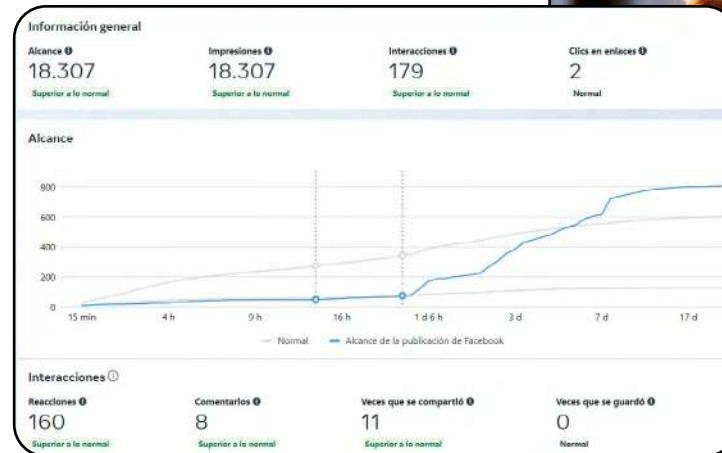 Información general
Alcance Impresiones Interacciones Clics en enlaces
18.307 18.307 179 2
Superior a lo normal Superior a lo normal Superior a lo normal Normal
Alcance
800
600
400
200
0
15 min 4 h 9 h 16 h 1 d 6 h 3 d 7 d 17 d
Normal Alcance de la publicación de Facebook
Interacciones
Reacciones Comentarios Veces que se compartió Veces que se guardó
160 8 11 0
Superior a lo normal Superior a lo normal Superior a lo normal Normal